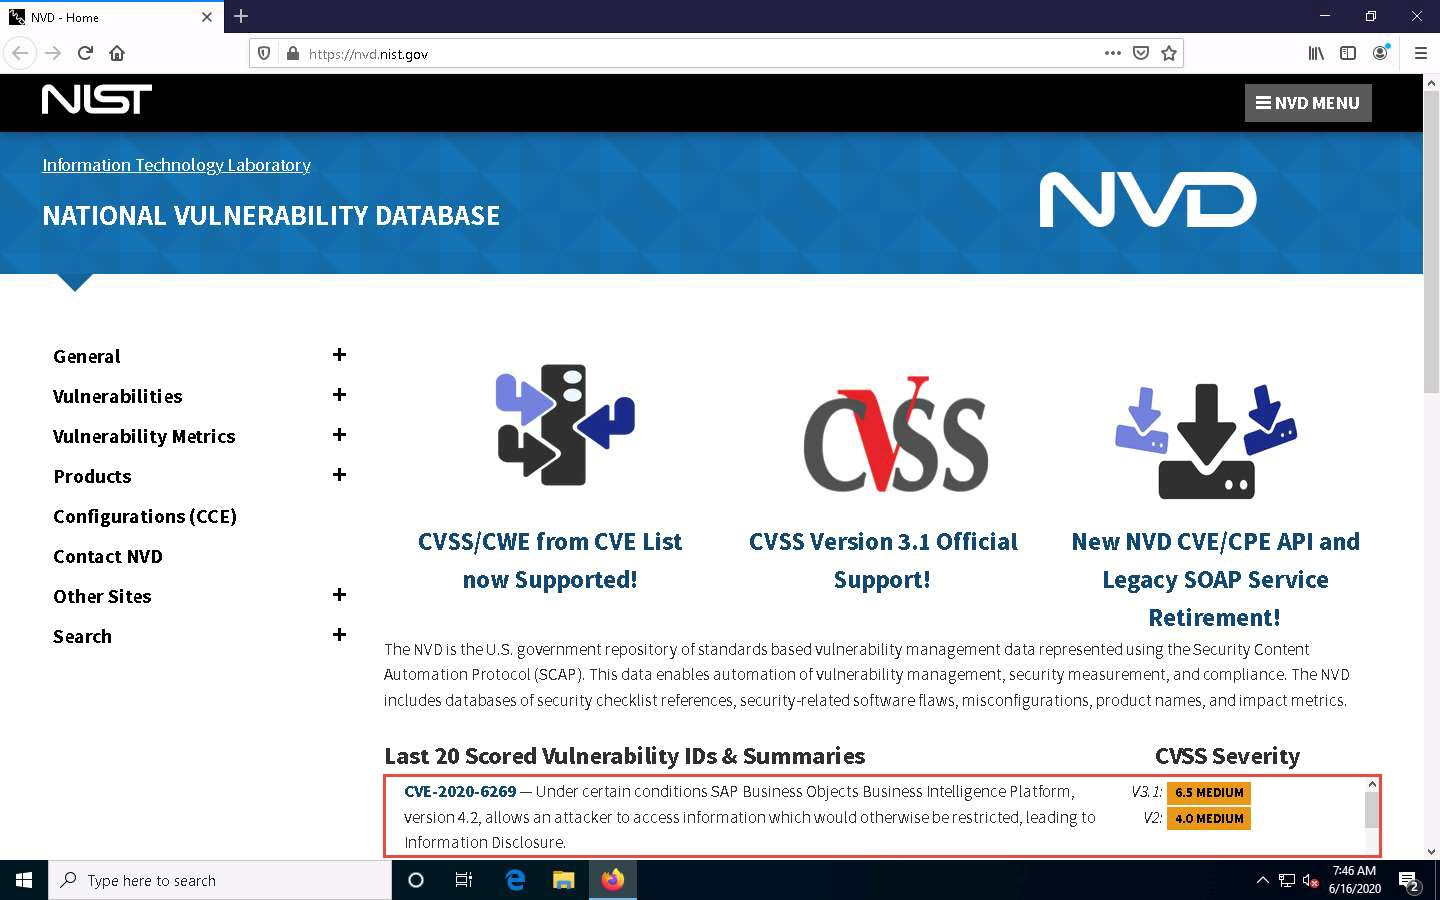 NVD - Home
https://nvd.nist.gov
NIST
NVD MENU
Information Technology Laboratory
NATIONAL VULNERABILITY DATABASE
NVD
General
Vulnerabilities
Vulnerability Metrics
Products
Configurations (CCE)
Contact NVD
Other Sites
Search
CVSS
CVSS/CWE from CVE List
now Supported!
CVSS Version 3.1 Official
Support!
New NVD CVE/CPE API and
Legacy SOAP Service
Retirement!
The NVD is the U.S. government repository of standards based vulnerability management data represented using the Security Content
Automation Protocol (SCAP). This data enables automation of vulnerability management, security measurement, and compliance. The NVD
includes databases of security checklist references, security-related software flaws, misconfigurations, product names, and impact metrics.
Last 20 Scored Vulnerability IDs & Summaries
CVSS Severity
CVE-2020-6269 — Under certain conditions SAP Business Objects Business Intelligence Platform,
version 4.2, allows an attacker to access information which would otherwise be restricted, leading to
Information Disclosure.
V3.1: 6.5 MEDIUM
V2: 4.0 MEDIUM
Type here to search
7:46 AM
6/16/2020
2